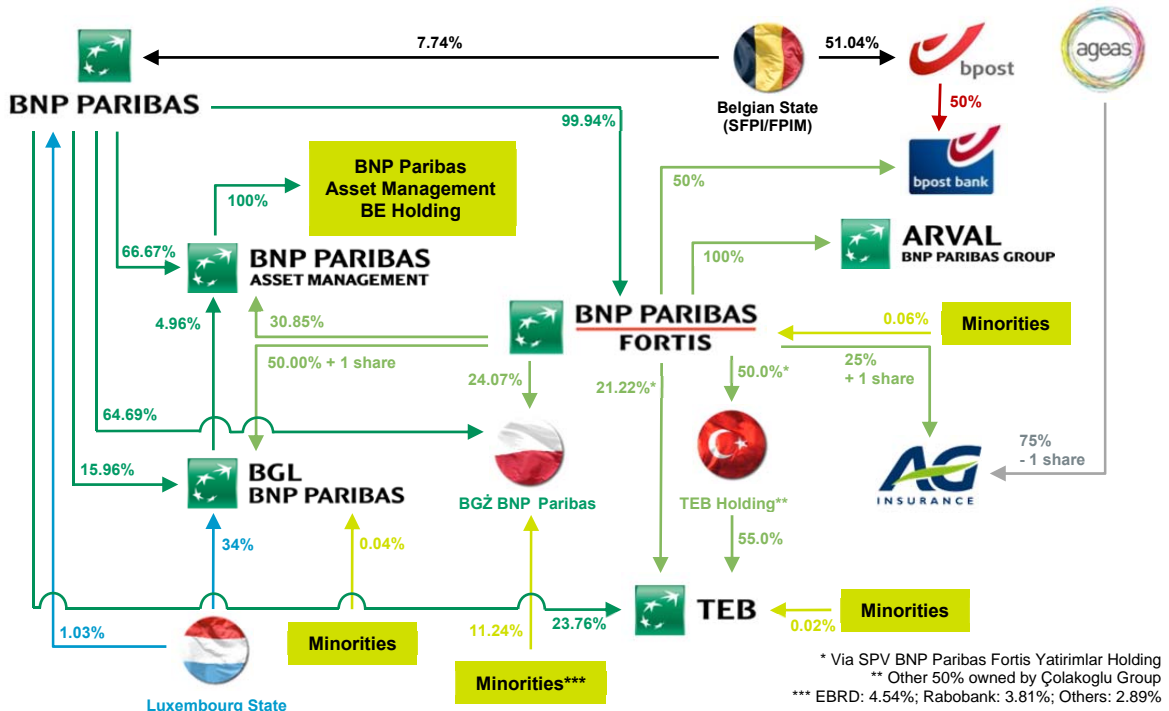 7.74%
51.04%
ageas
bpost
BNP PARIBAS
Belgian State
(SFPI/FPIM)
50%
99.94%
BNP Paribas
Asset Management
BE Holding
100%
50%
bpost bank
ARVAL
BNP PARIBAS GROUP
100%
66.67%
BNP PARIBAS
ASSET MANAGEMENT
4.96%
30.85%
BNP PARIBAS
FORTIS
0.06%
Minorities
50.00% + 1 share
24.07%
21.22%*
50.0%*
25%
+ 1 share
64.69%
75%
- 1 share
15.96%
BGL
BNP PARIBAS
BGŻ BNP Paribas
TEB Holding**
AG
INSURANCE
34%
0.04%
55.0%
TEB
Minorities
0.02%
1.03%
Minorities
11.24%
23.76%
Minorities***
Luxembourg State
* Via SPV BNP Paribas Fortis Yatirimlar Holding
** Other 50% owned by Çolakoglu Group
*** EBRD: 4.54%; Rabobank: 3.81%; Others: 2.89%